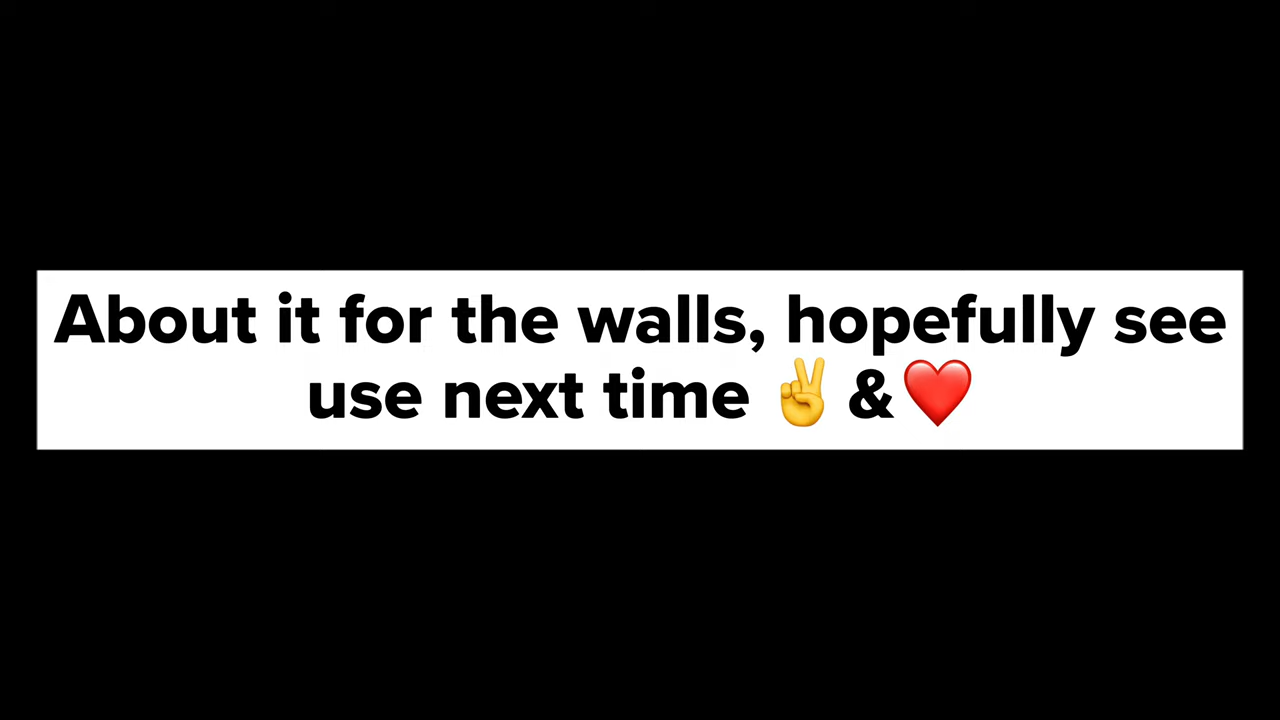 About it for the walls, hopefully see
use next time ✌️&❤️